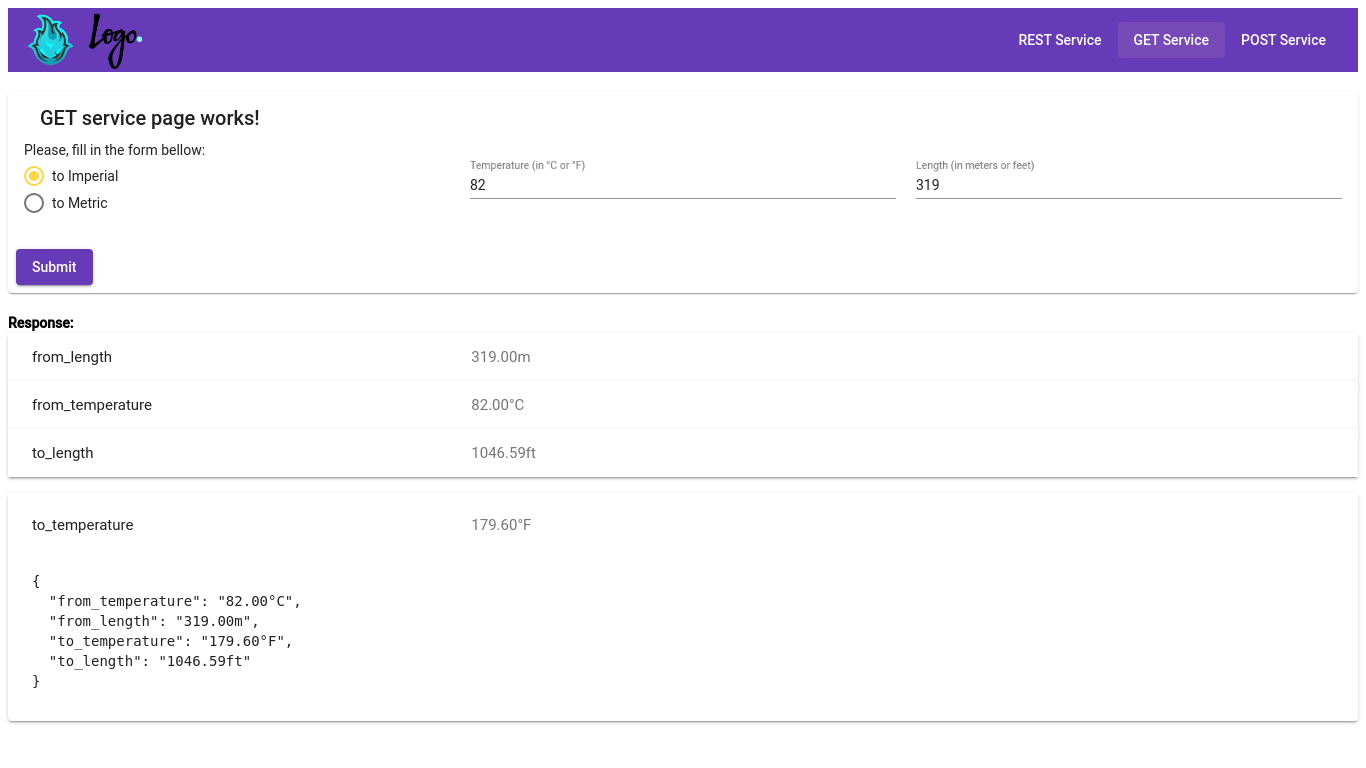 Logo
REST Service
GET Service
POST Service
GET service page works!
Please, fill in the form bellow:
to Imperial
to Metric
Temperature (in °C or °F)
82
Length (in meters or feet)
319
Submit
Response:
from_length 319.00m
from_temperature 82.00°C
to_length 1046.59ft
to_temperature 179.60°F
{
  "from_temperature": "82.00°C",
  "from_length": "319.00m",
  "to_temperature": "179.60°F",
  "to_length": "1046.59ft"
}